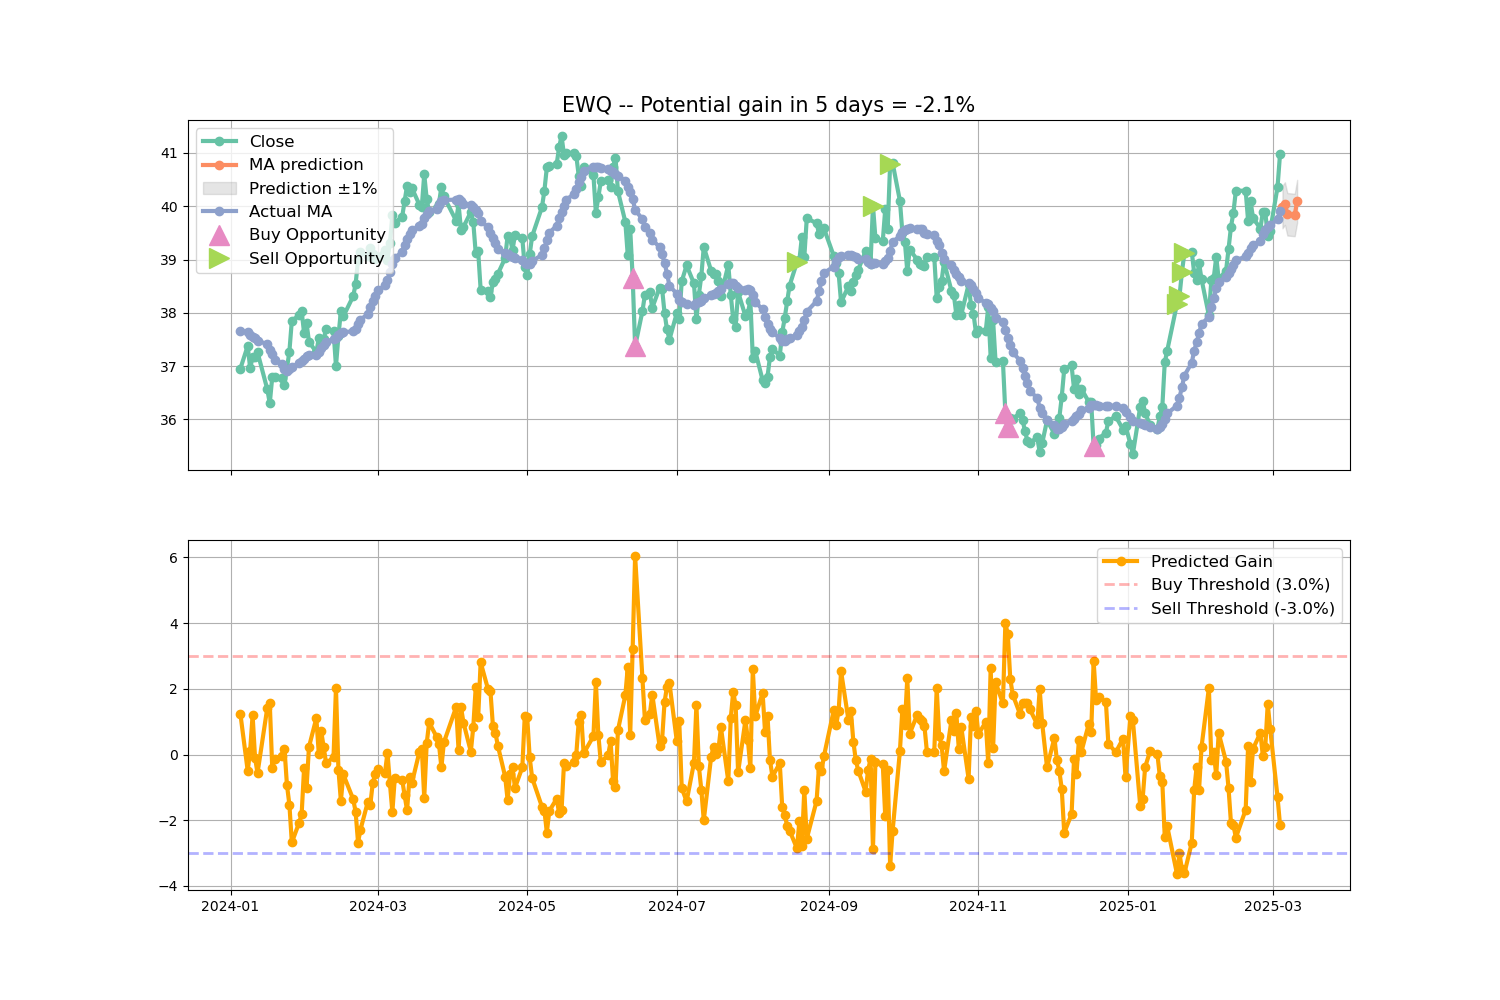 EWQ -- Potential gain in 5 days = -2.1%
Close
MA prediction
Prediction ±1%
Actual MA
Buy Opportunity
Sell Opportunity
41
40
39
38
37
36
Predicted Gain
Buy Threshold (3.0%)
Sell Threshold (-3.0%)
6
4
2
0
−2
−4
2024-01 2024-03 2024-05 2024-07 2024-09 2024-11 2025-01 2025-03